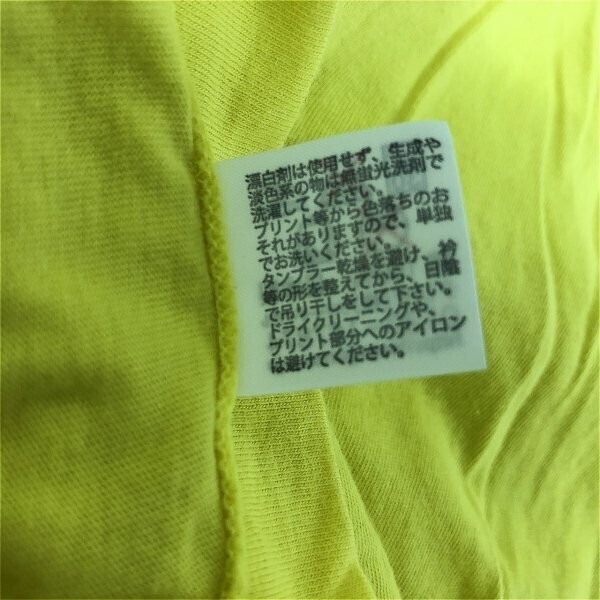 漂白剤は使用せず、生成や
淡色系の物は無蛍光洗剤で
洗濯してください。
プリント等から色落ちのお
それがありますので、単独
でお洗いください。
タンブラー乾燥を避け、衿
等の形を整えてから、日陰
で吊り干しをして下さい。
ドライクリーニングや、
プリント部分へのアイロン
は避けてください。